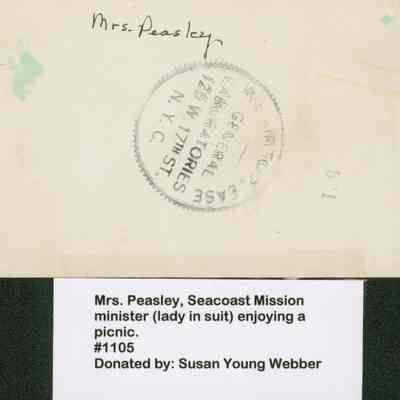 Mrs. Peasley
GENERAL
LABORATORIES
125 W. 17TH ST.
N. Y. C.
Mrs. Peasley, Seacoast Mission
minister (lady in suit) enjoying a
picnic.
#1105
Donated by: Susan Young Webber